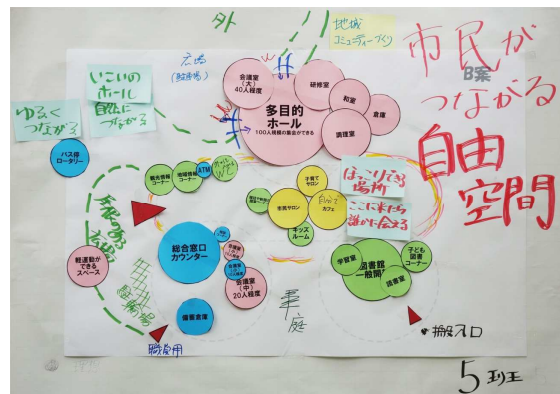 外
地域
コミュニティーづくり
市民が
B案
つながる
自由
空間
広場
(駐車場)
いこいの
ホール
自然に
つながる
ゆるく
つながる
会議室
(大)
40人程度
研修室
和室
倉庫
調理室
多目的
ホール
100人規模の集会ができる
バス停
ロータリー
観光情報
コーナー
地域情報
コーナー
ATM
子育て
サロン
市民サロン
カフェ
キッズ
ルーム
ほっこりできる
場所
ここに来たら
誰かに会える
軽運動が
できる
スペース
総合窓口
カウンター
会議室
(中)
20人程度
備蓄倉庫
駐輪場
職員用
中庭
学習室
図書館
一般開架
子ども
図書
コーナー
読書室
搬入口
5班